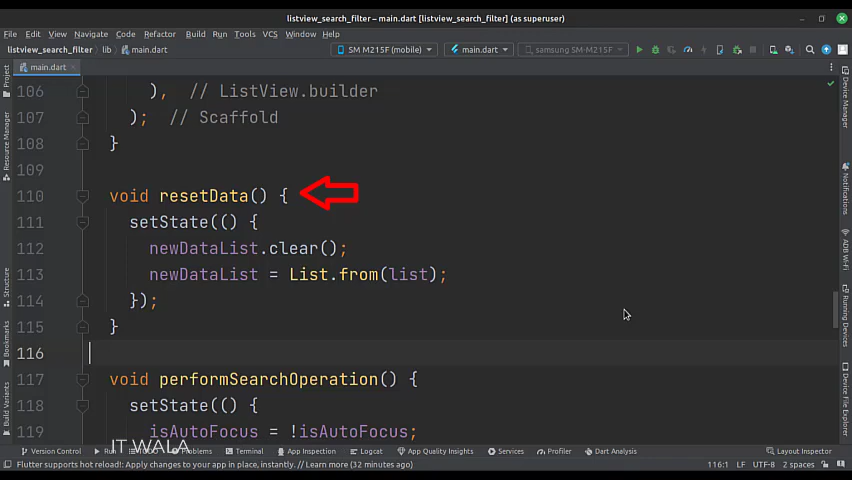 listview_search_filter – main.dart [listview_search_filter] (as superuser)
File Edit View Navigate Code Refactor Build Run Tools VCS Window Help
listview_search_filter lib main.dart SM M215F (mobile) main.dart samsung SM-M215F
Project main.dart
106 ), // ListView.builder
107 ); // Scaffold
108 }
109
110 void resetData() {
111 setState(() {
112 newDataList.clear();
113 newDataList = List.from(list);
114 });
115 }
116
117 void performSearchOperation() {
118 setState(() {
119 isAutoFocus = !isAutoFocus;
Resource Manager
Structure
Bookmarks
Build Variants
Device Manager
Notifications
ADB Wi-Fi
Running Devices
Device File Explorer
IT WALA
Version Control Run TODO Problems Terminal App Inspection Logcat App Quality Insights Services Profiler Dart Analysis Layout Inspector
Flutter supports hot reload!: Apply changes to your app in place, instantly. // Learn more (32 minutes ago) 116:1 LF UTF-8 2 spaces